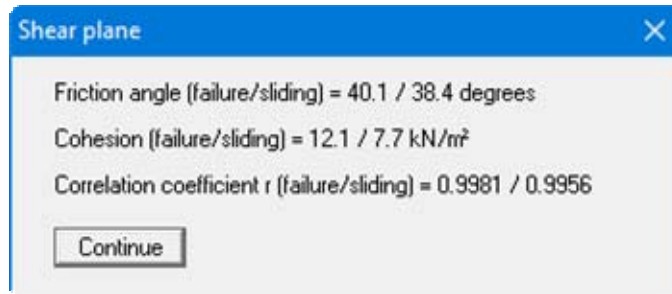 Shear plane
Friction angle (failure/sliding) = 40.1 / 38.4 degrees
Cohesion (failure/sliding) = 12.1 / 7.7 kN/m²
Correlation coefficient r (failure/sliding) = 0.9981 / 0.9956
Continue